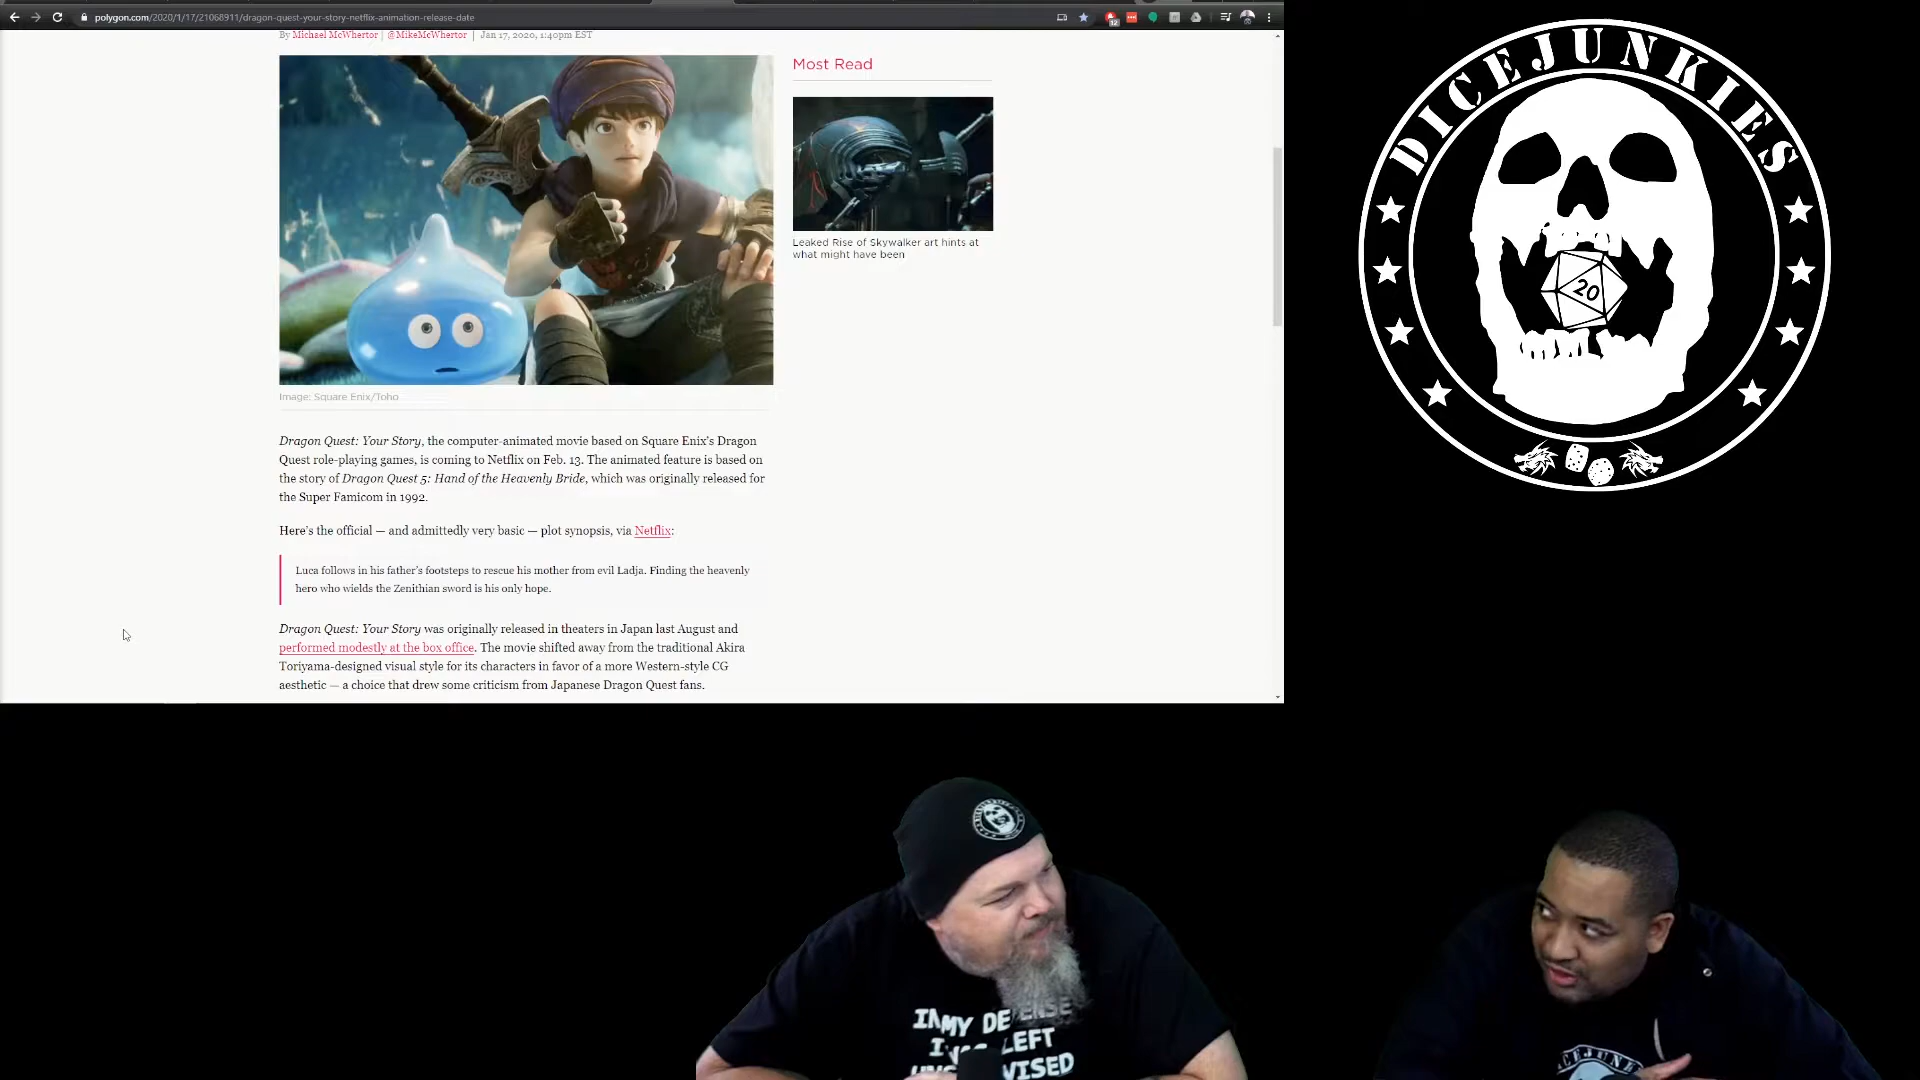 polygon.com/2020/1/17/21068911/dragon-quest-your-story-netflix-animation-release-date
By Michael McWhertor | @MikeMcWhertor | Jan 17, 2020, 1:40pm EST
Image: Square Enix/Toho
Dragon Quest: Your Story, the computer-animated movie based on Square Enix's Dragon
Quest role-playing games, is coming to Netflix on Feb. 13. The animated feature is based on
the story of Dragon Quest 5: Hand of the Heavenly Bride, which was originally released for
the Super Famicom in 1992.
Here's the official — and admittedly very basic — plot synopsis, via Netflix:
Luca follows in his father's footsteps to rescue his mother from evil Ladja. Finding the heavenly
hero who wields the Zenithian sword is his only hope.
Dragon Quest: Your Story was originally released in theaters in Japan last August and
performed modestly at the box office. The movie shifted away from the traditional Akira
Toriyama-designed visual style for its characters in favor of a more Western-style CG
aesthetic — a choice that drew some criticism from Japanese Dragon Quest fans.
Most Read
Leaked Rise of Skywalker art hints at
what might have been
DICEJUNKIES
20
IN MY DEFENSE
LEFT